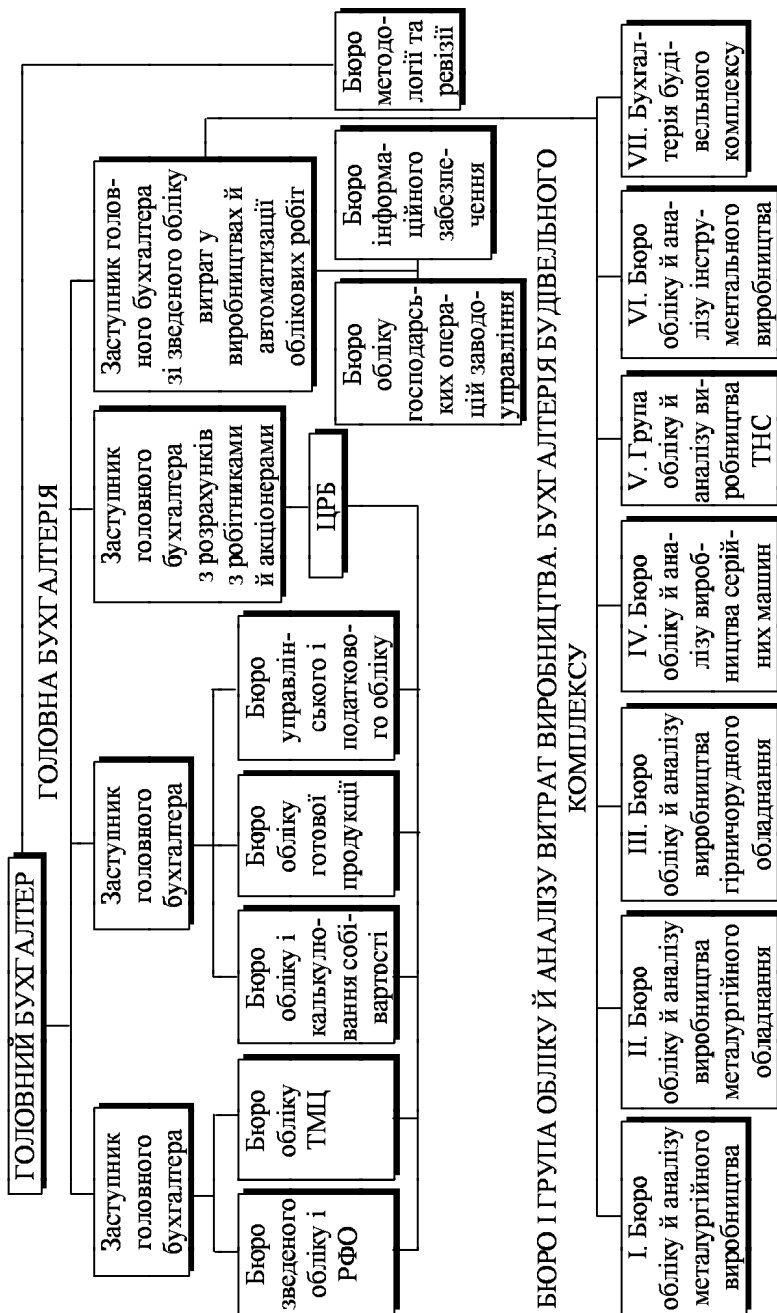 ГОЛОВНИЙ БУХГАЛТЕР
ГОЛОВНА БУХГАЛТЕРІЯ
Заступник
головного
бухгалтера
Заступник
головного
бухгалтера
Заступник
головного
бухгалтера
з розрахунків
з робітниками
й акціонерами
Заступник голов-
ного бухгалтера
зі зведеного обліку
витрат у
виробництвах й
автоматизації
облікових робіт
Бюро
зведеного
обліку і
РФО
Бюро
обліку
ТМЦ
Бюро
обліку і
калькулю-
вання собі-
вартості
Бюро
обліку
готової
продукції
Бюро
управлін-
ського і
податково-
го обліку
ЦРБ
Бюро
обліку
господарсь-
ких опера-
цій заводо-
управління
Бюро
інформа-
ційного
забезпе-
чення
Бюро
методо-
логії та
ревізії
БЮРО І ГРУПА ОБЛІКУ Й АНАЛІЗУ ВИТРАТ ВИРОБНИЦТВА. БУХГАЛТЕРІЯ БУДІВЕЛЬНОГО
КОМПЛЕКСУ
I. Бюро
обліку й аналізу
металургійного
виробництва
II. Бюро
обліку й аналізу
виробництва
металургійного
обладнання
III. Бюро
обліку й аналізу
виробництва
гірничорудного
обладнання
IV. Бюро
обліку й ана-
лізу вироб-
ництва серій-
них машин
V. Група
обліку й
аналізу ви-
робництва
ТНС
VI. Бюро
обліку й ана-
лізу інстру-
ментального
виробництва
VII. Бухгал-
терія буді-
вельного
комплексу